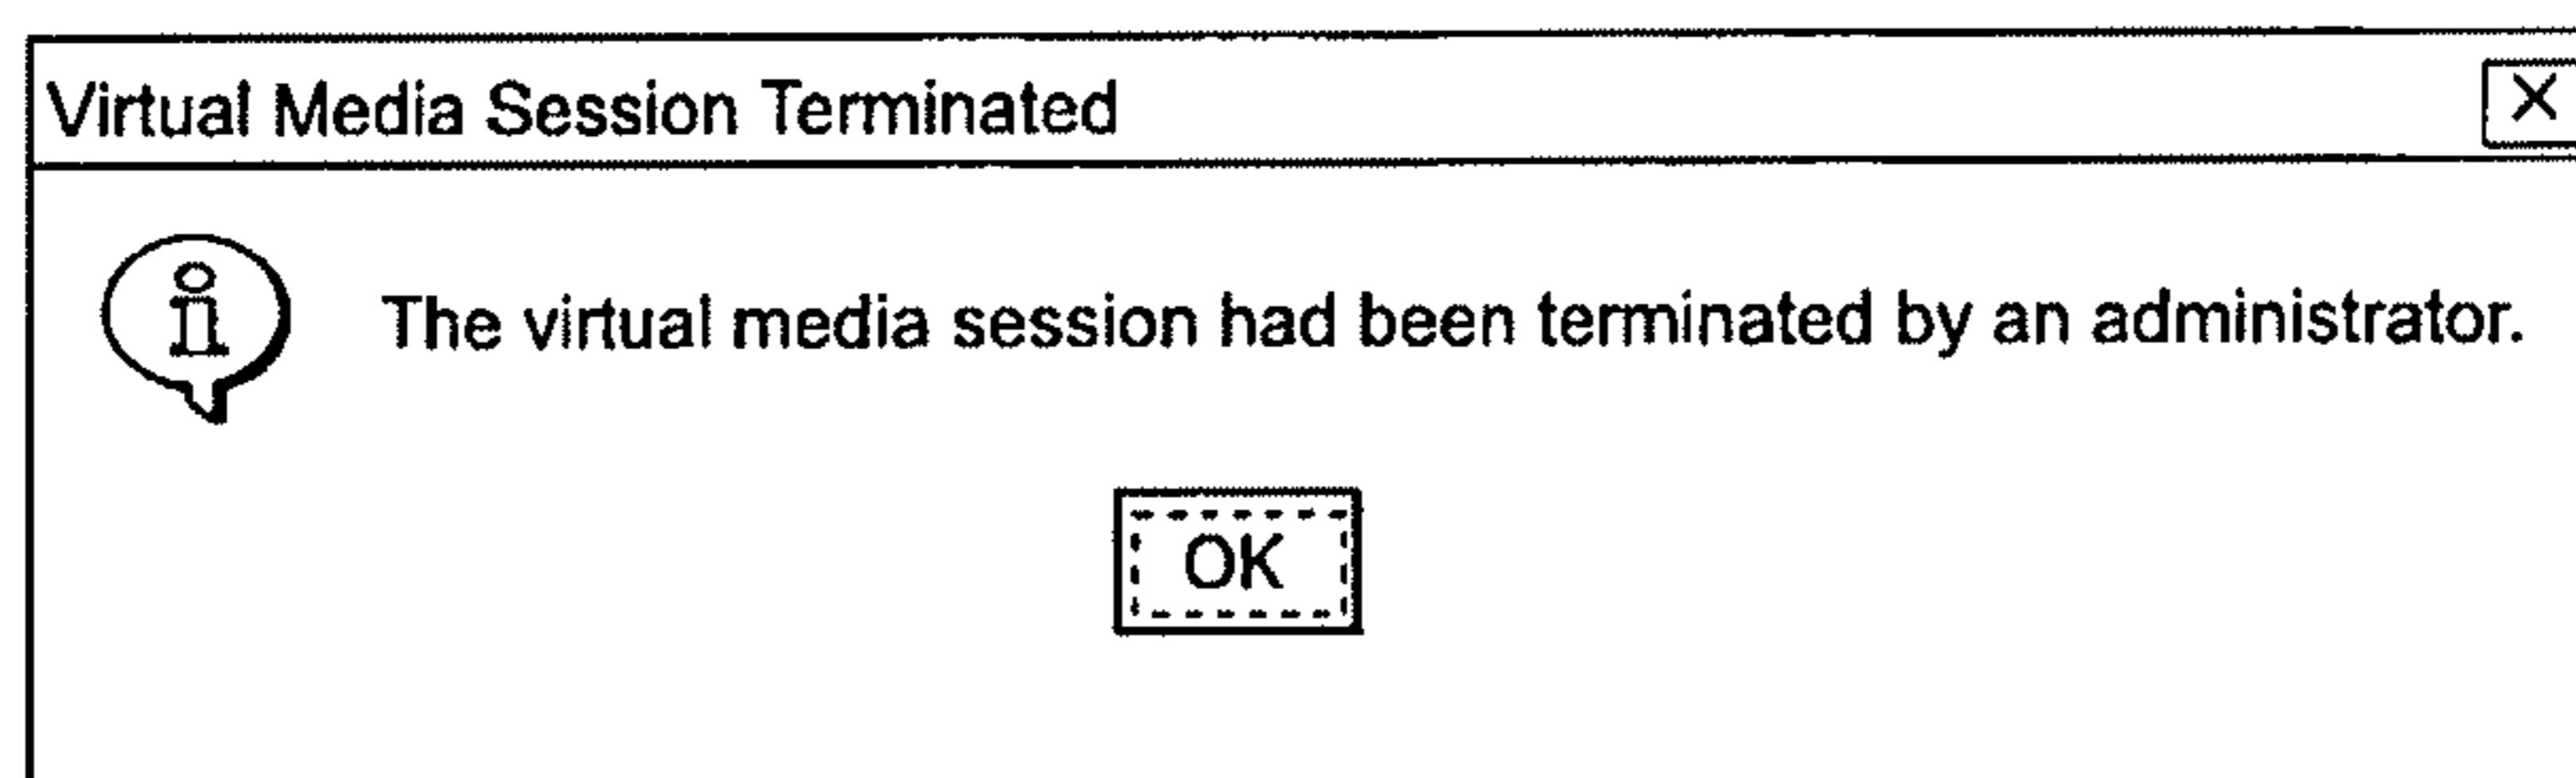 Virtual Media Session Terminated
The virtual media session had been terminated by an administrator.
OK